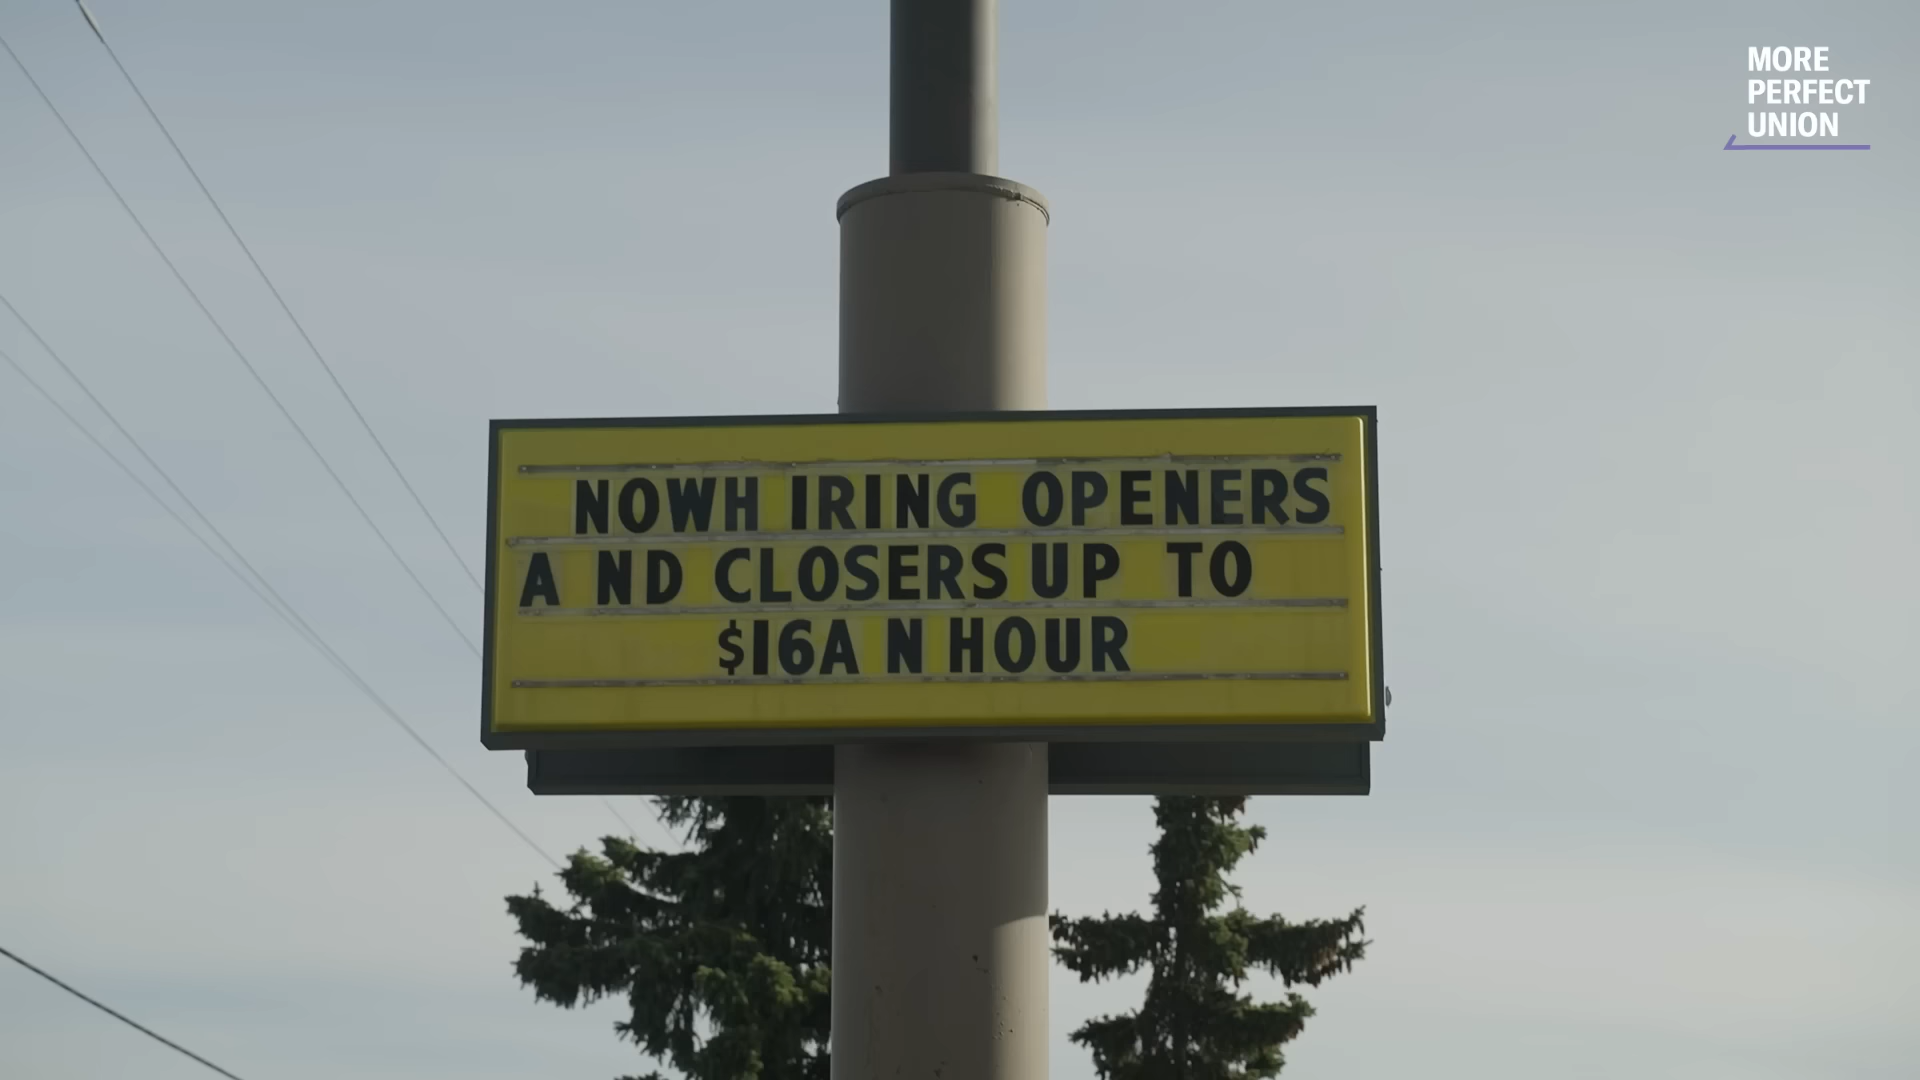 MORE
PERFECT
UNION
NOWH IRING OPENERS
A ND CLOSERS UP TO
$16A N HOUR